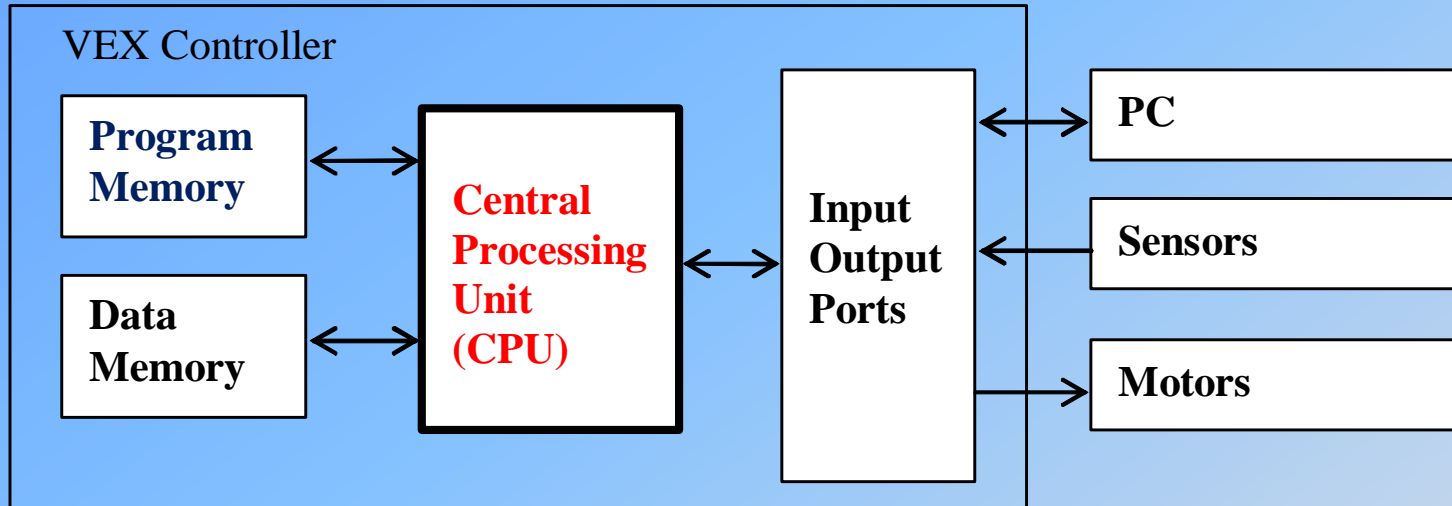 VEX Controller
Program
Memory
Data
Memory
Central
Processing
Unit
(CPU)
Input
Output
Ports
PC
Sensors
Motors